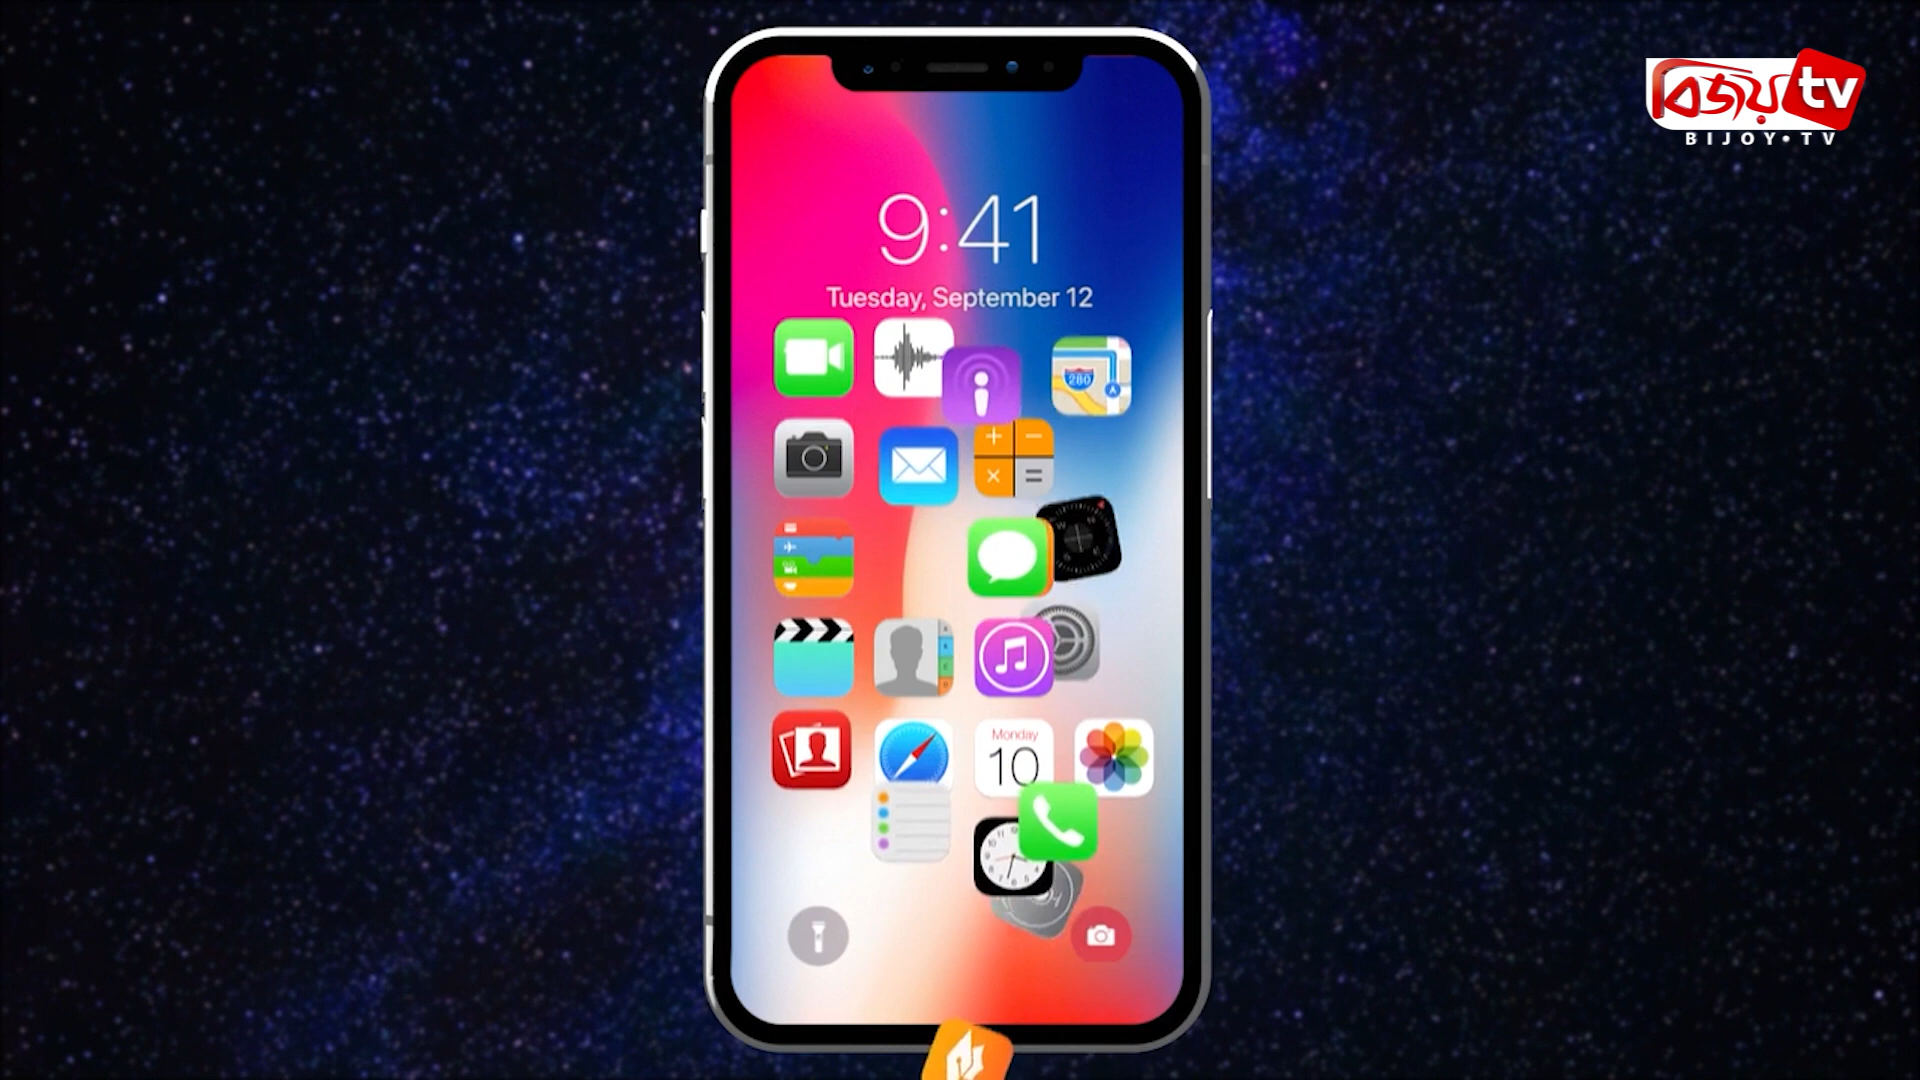 বিজয় tv
BIJOY•TV
9:41
Tuesday, September 12
280
Monday
10